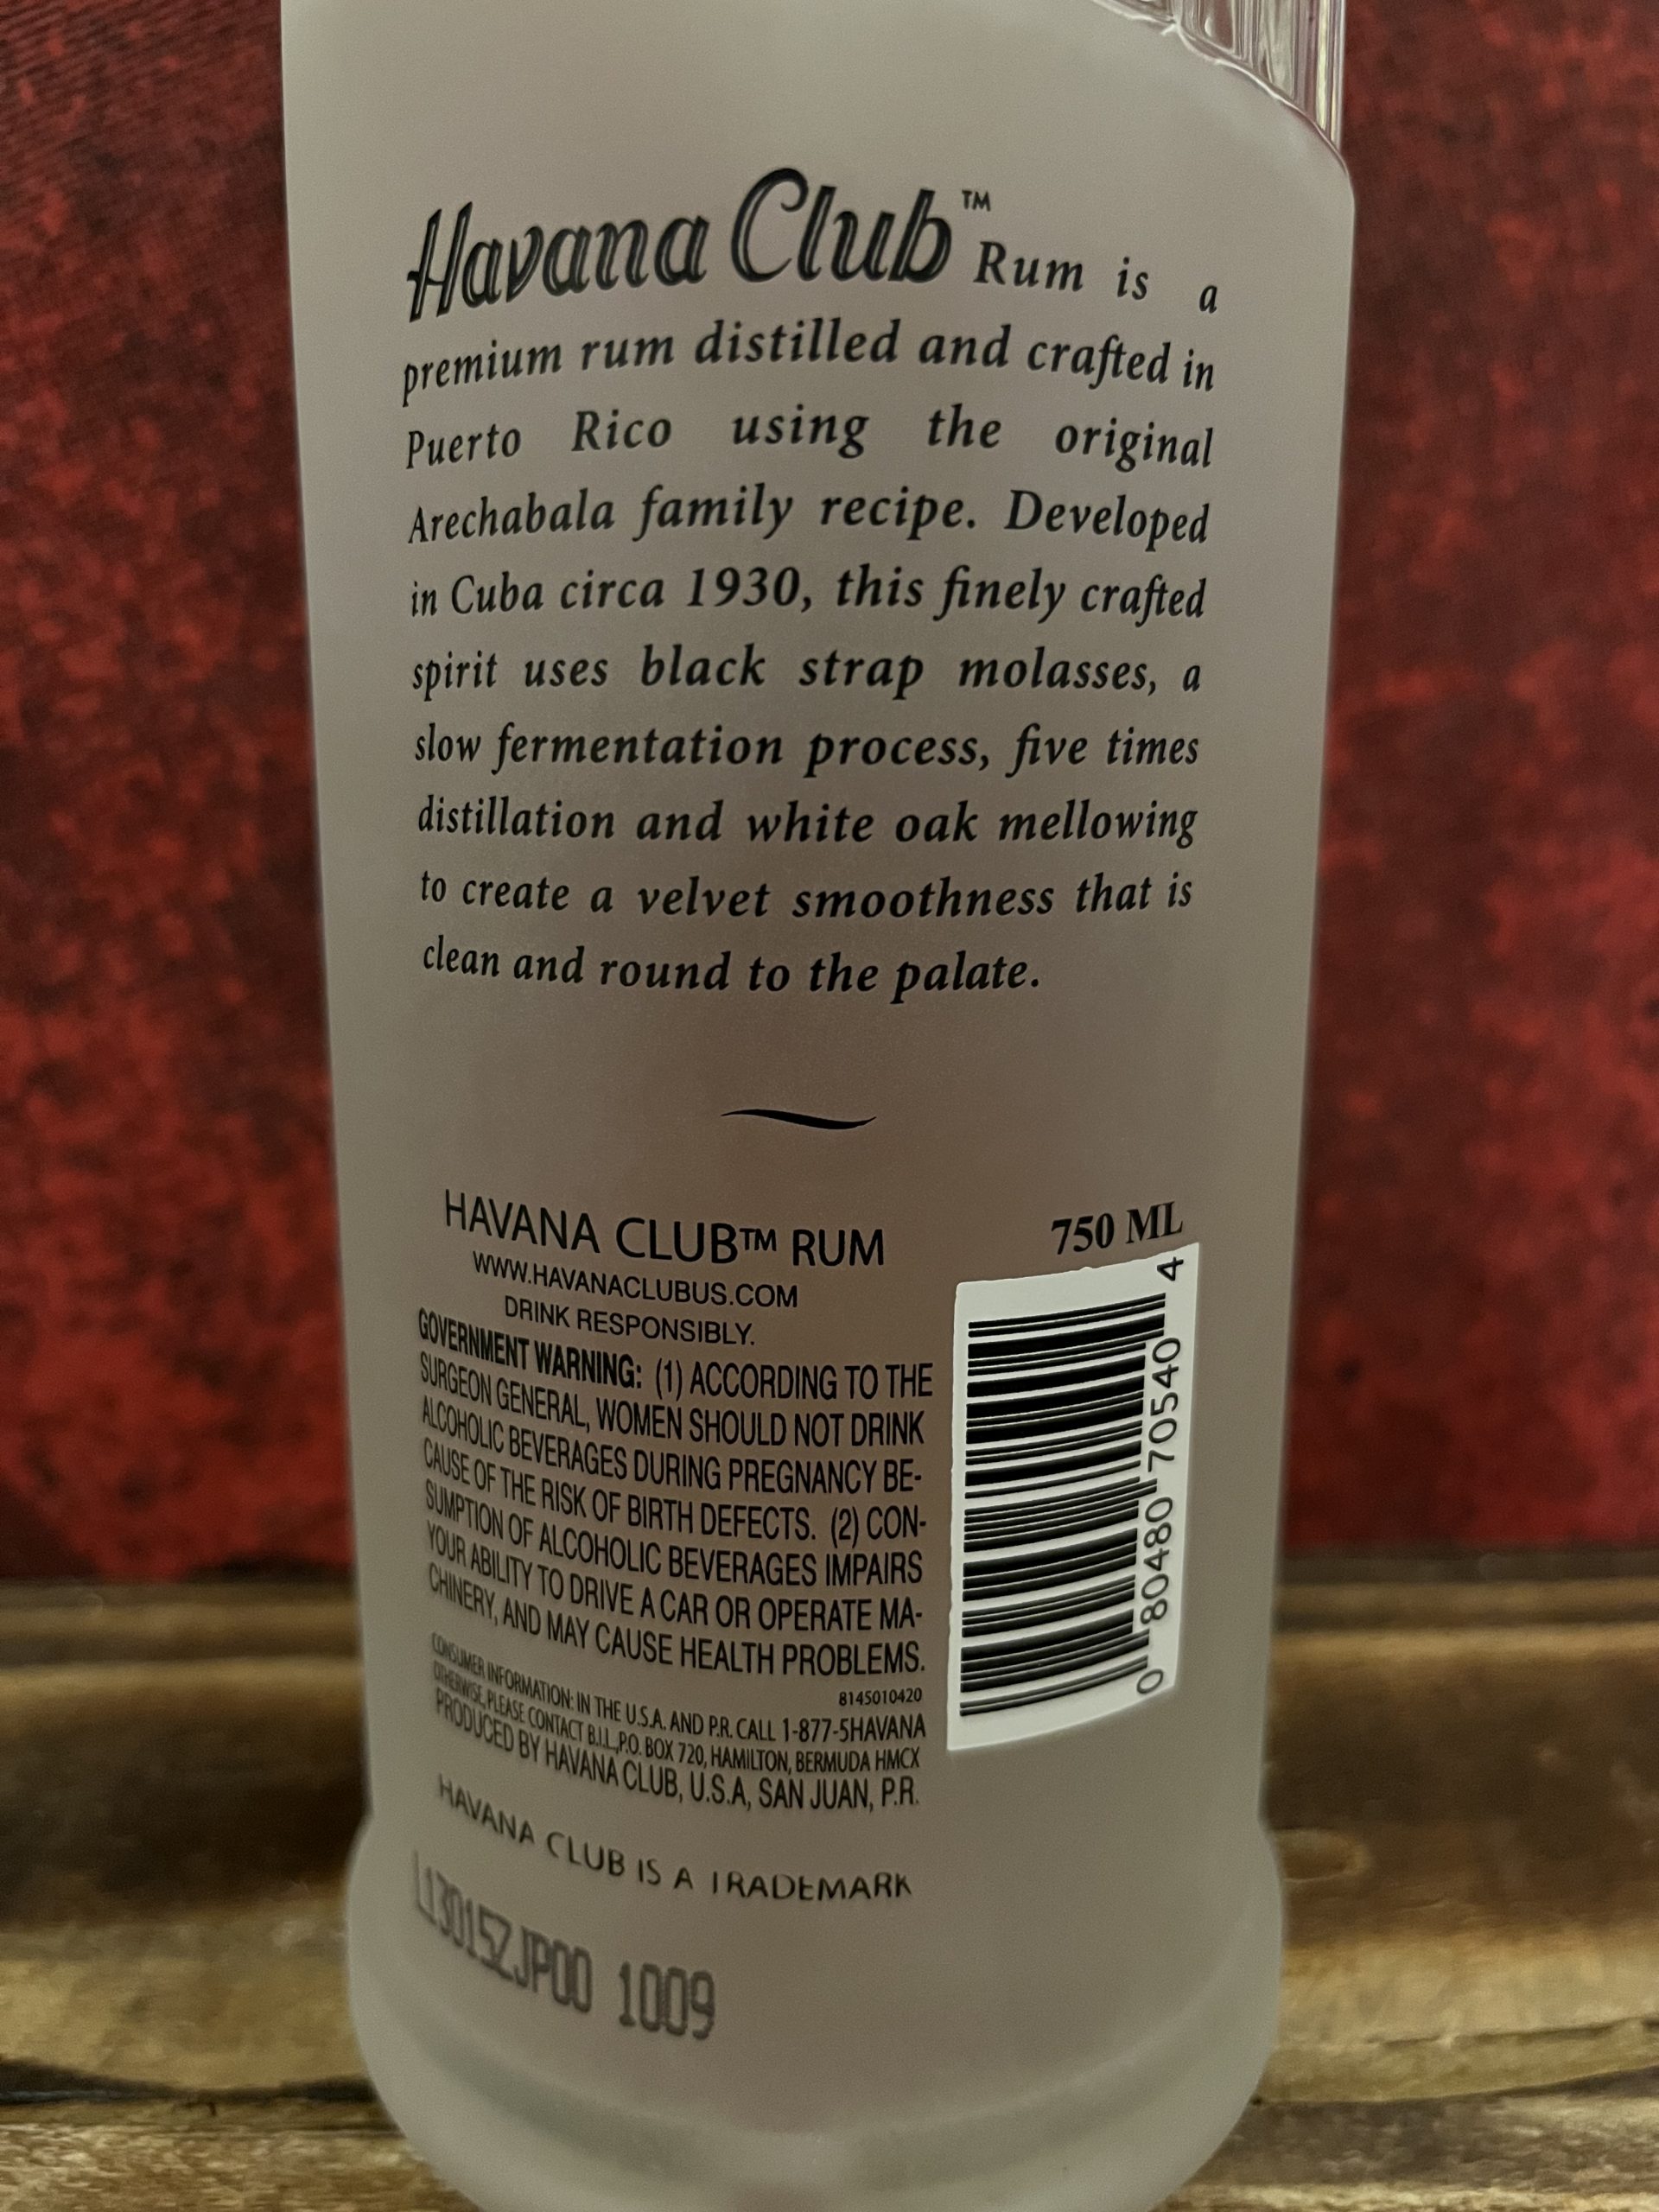 Havana Club™ Rum is a
premium rum distilled and crafted in
Puerto Rico using the original
Arechabala family recipe. Developed
in Cuba circa 1930, this finely crafted
spirit uses black strap molasses, a
slow fermentation process, five times
distillation and white oak mellowing
to create a velvet smoothness that is
clean and round to the palate.
HAVANA CLUB™ RUM
WWW.HAVANACLUBUS.COM
DRINK RESPONSIBLY.
GOVERNMENT WARNING: (1) ACCORDING TO THE
SURGEON GENERAL, WOMEN SHOULD NOT DRINK
ALCOHOLIC BEVERAGES DURING PREGNANCY BE-
CAUSE OF THE RISK OF BIRTH DEFECTS. (2) CON-
SUMPTION OF ALCOHOLIC BEVERAGES IMPAIRS
YOUR ABILITY TO DRIVE A CAR OR OPERATE MA-
CHINERY, AND MAY CAUSE HEALTH PROBLEMS.
8145010420
CONSUMER INFORMATION: IN THE U.S.A. AND P.R. CALL 1-877-5HAVANA
OTHERWISE, PLEASE CONTACT B.I.L.,P.O. BOX 720, HAMILTON, BERMUDA HMCX
PRODUCED BY HAVANA CLUB, U.S.A, SAN JUAN, P.R.
HAVANA CLUB IS A TRADEMARK
L13015ZJP00 1009
750 ML
0 80480 70540 4